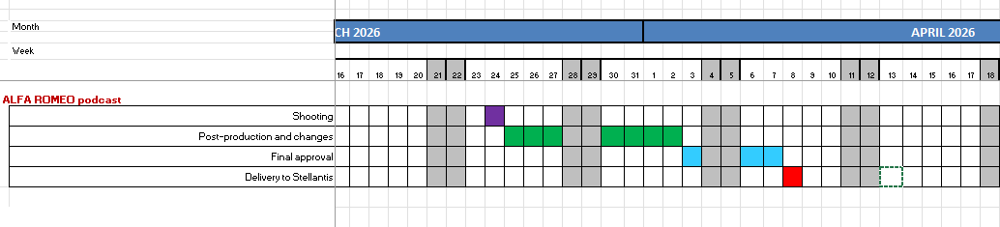 Month
CH 2026 APRIL 2026
Week
16 17 18 19 20 21 22 23 24 25 26 27 28 29 30 31 1 2 3 4 5 6 7 8 9 10 11 12 13 14 15 16 17 18
ALFA ROMEO podcast
Shooting
Post-production and changes
Final approval
Delivery to Stellantis